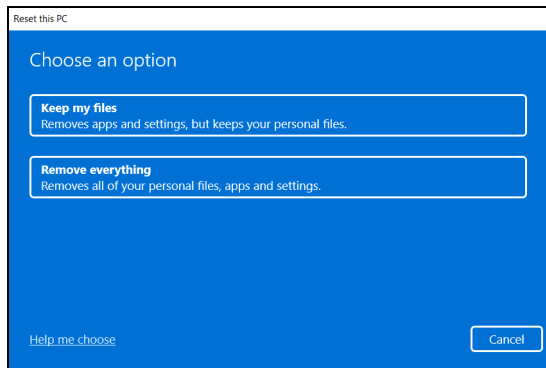 Reset this PC
Choose an option
Keep my files
Removes apps and settings, but keeps your personal files.
Remove everything
Removes all of your personal files, apps and settings.
Help me choose
Cancel